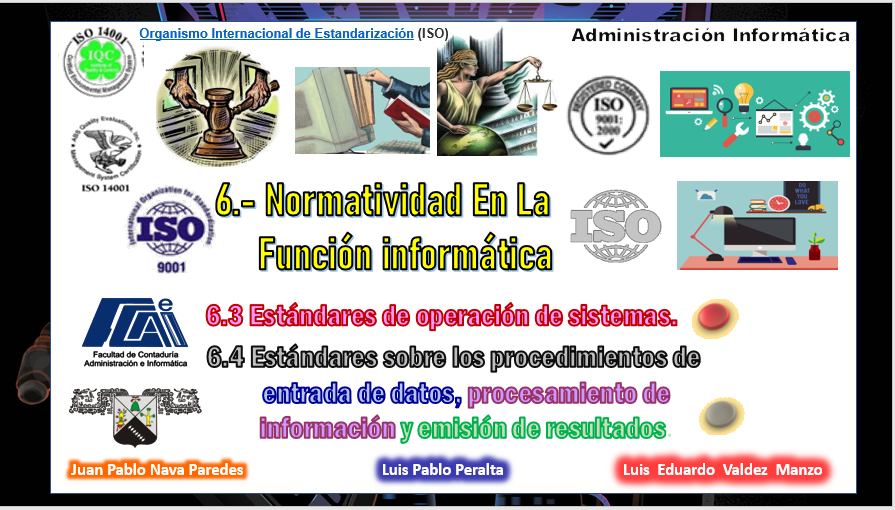 ISO 14001
IQC
Organismo Internacional de Estandarización (ISO)
Administración Informática
REGISTERED COMPANY
ISO
9001:
2000
ABS Quality Evaluation, Inc
Management System Certification
ISO 14001
International Organization for Standardization
ISO
9001
6.- Normatividad En La
Función informática
ISO
DO
WHAT
YOU
LOVE
6.3 Estándares de operación de sistemas.
FCAeI
Facultad de Contaduría
Administración e Informática
6.4 Estándares sobre los procedimientos de
entrada de datos, procesamiento de
información y emisión de resultados.
Juan Pablo Nava Paredes
Luis Pablo Peralta
Luis Eduardo Valdez Manzo